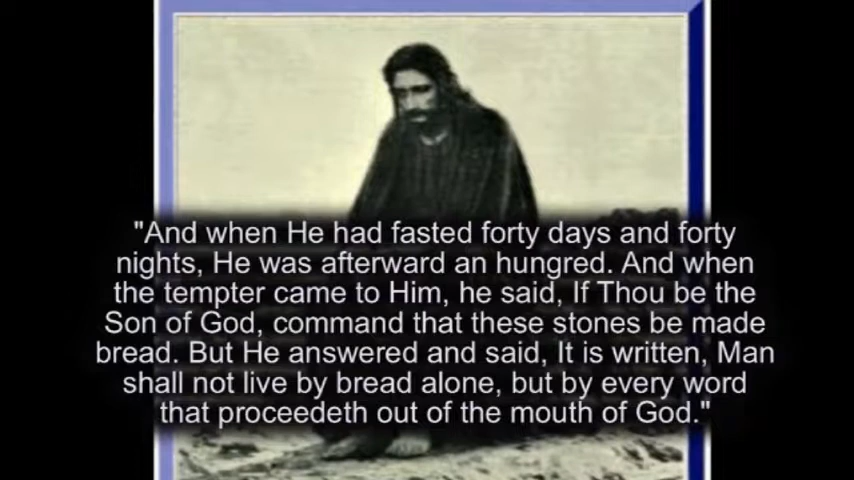 "And when He had fasted forty days and forty
nights, He was afterward an hungred. And when
the tempter came to Him, he said, If Thou be the
Son of God, command that these stones be made
bread. But He answered and said, It is written, Man
shall not live by bread alone, but by every word
that proceedeth out of the mouth of God."